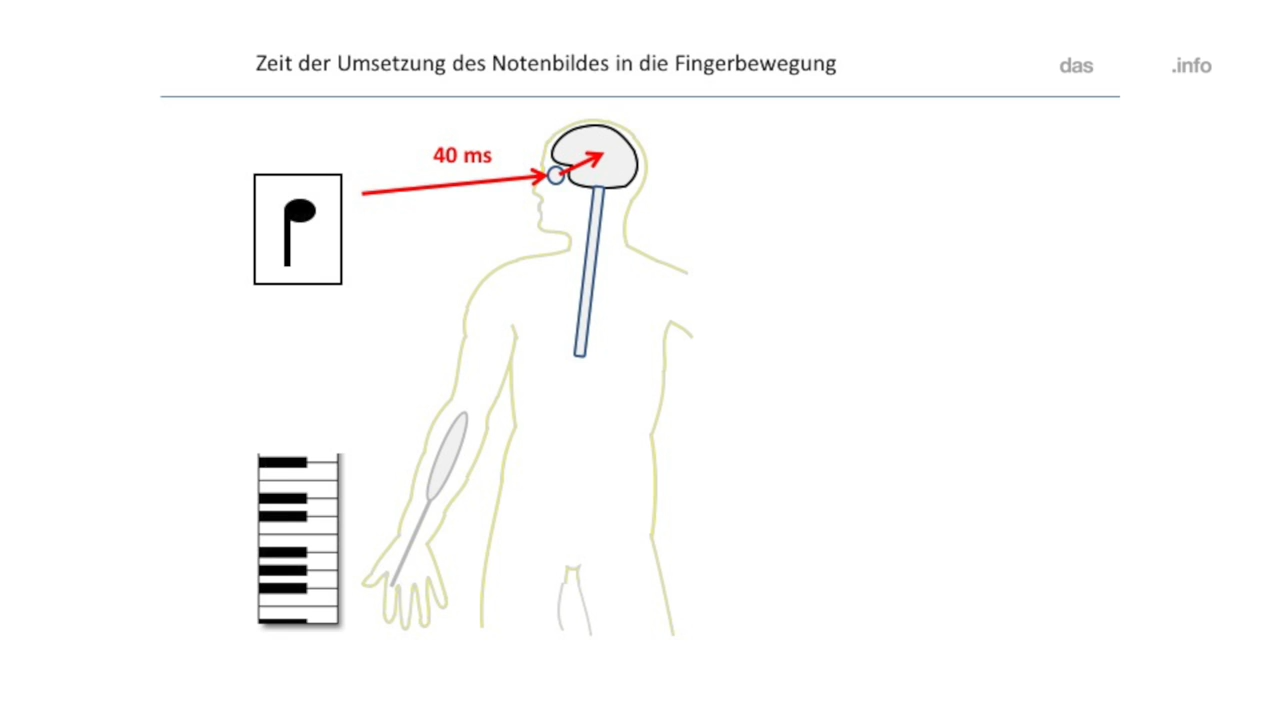 Zeit der Umsetzung des Notenbildes in die Fingerbewegung
das .info
40 ms